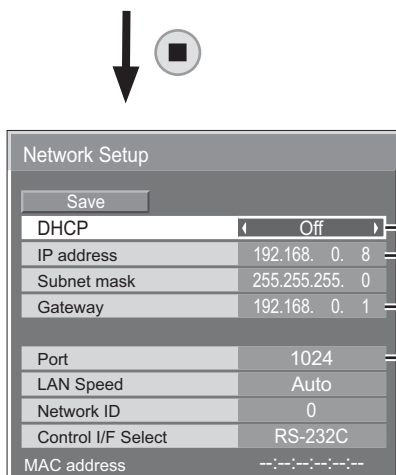 Network Setup
Save
DHCP Off
IP address 192.168. 0. 8
Subnet mask 255.255.255. 0
Gateway 192.168. 0. 1
Port 1024
LAN Speed Auto
Network ID 0
Control I/F Select RS-232C
MAC address --:--:--:--:--:--